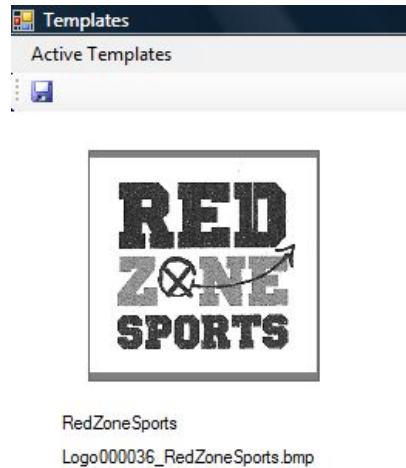 Templates
Active Templates
RED
ZONE
SPORTS
RedZoneSports
Logo000036_RedZoneSports.bmp